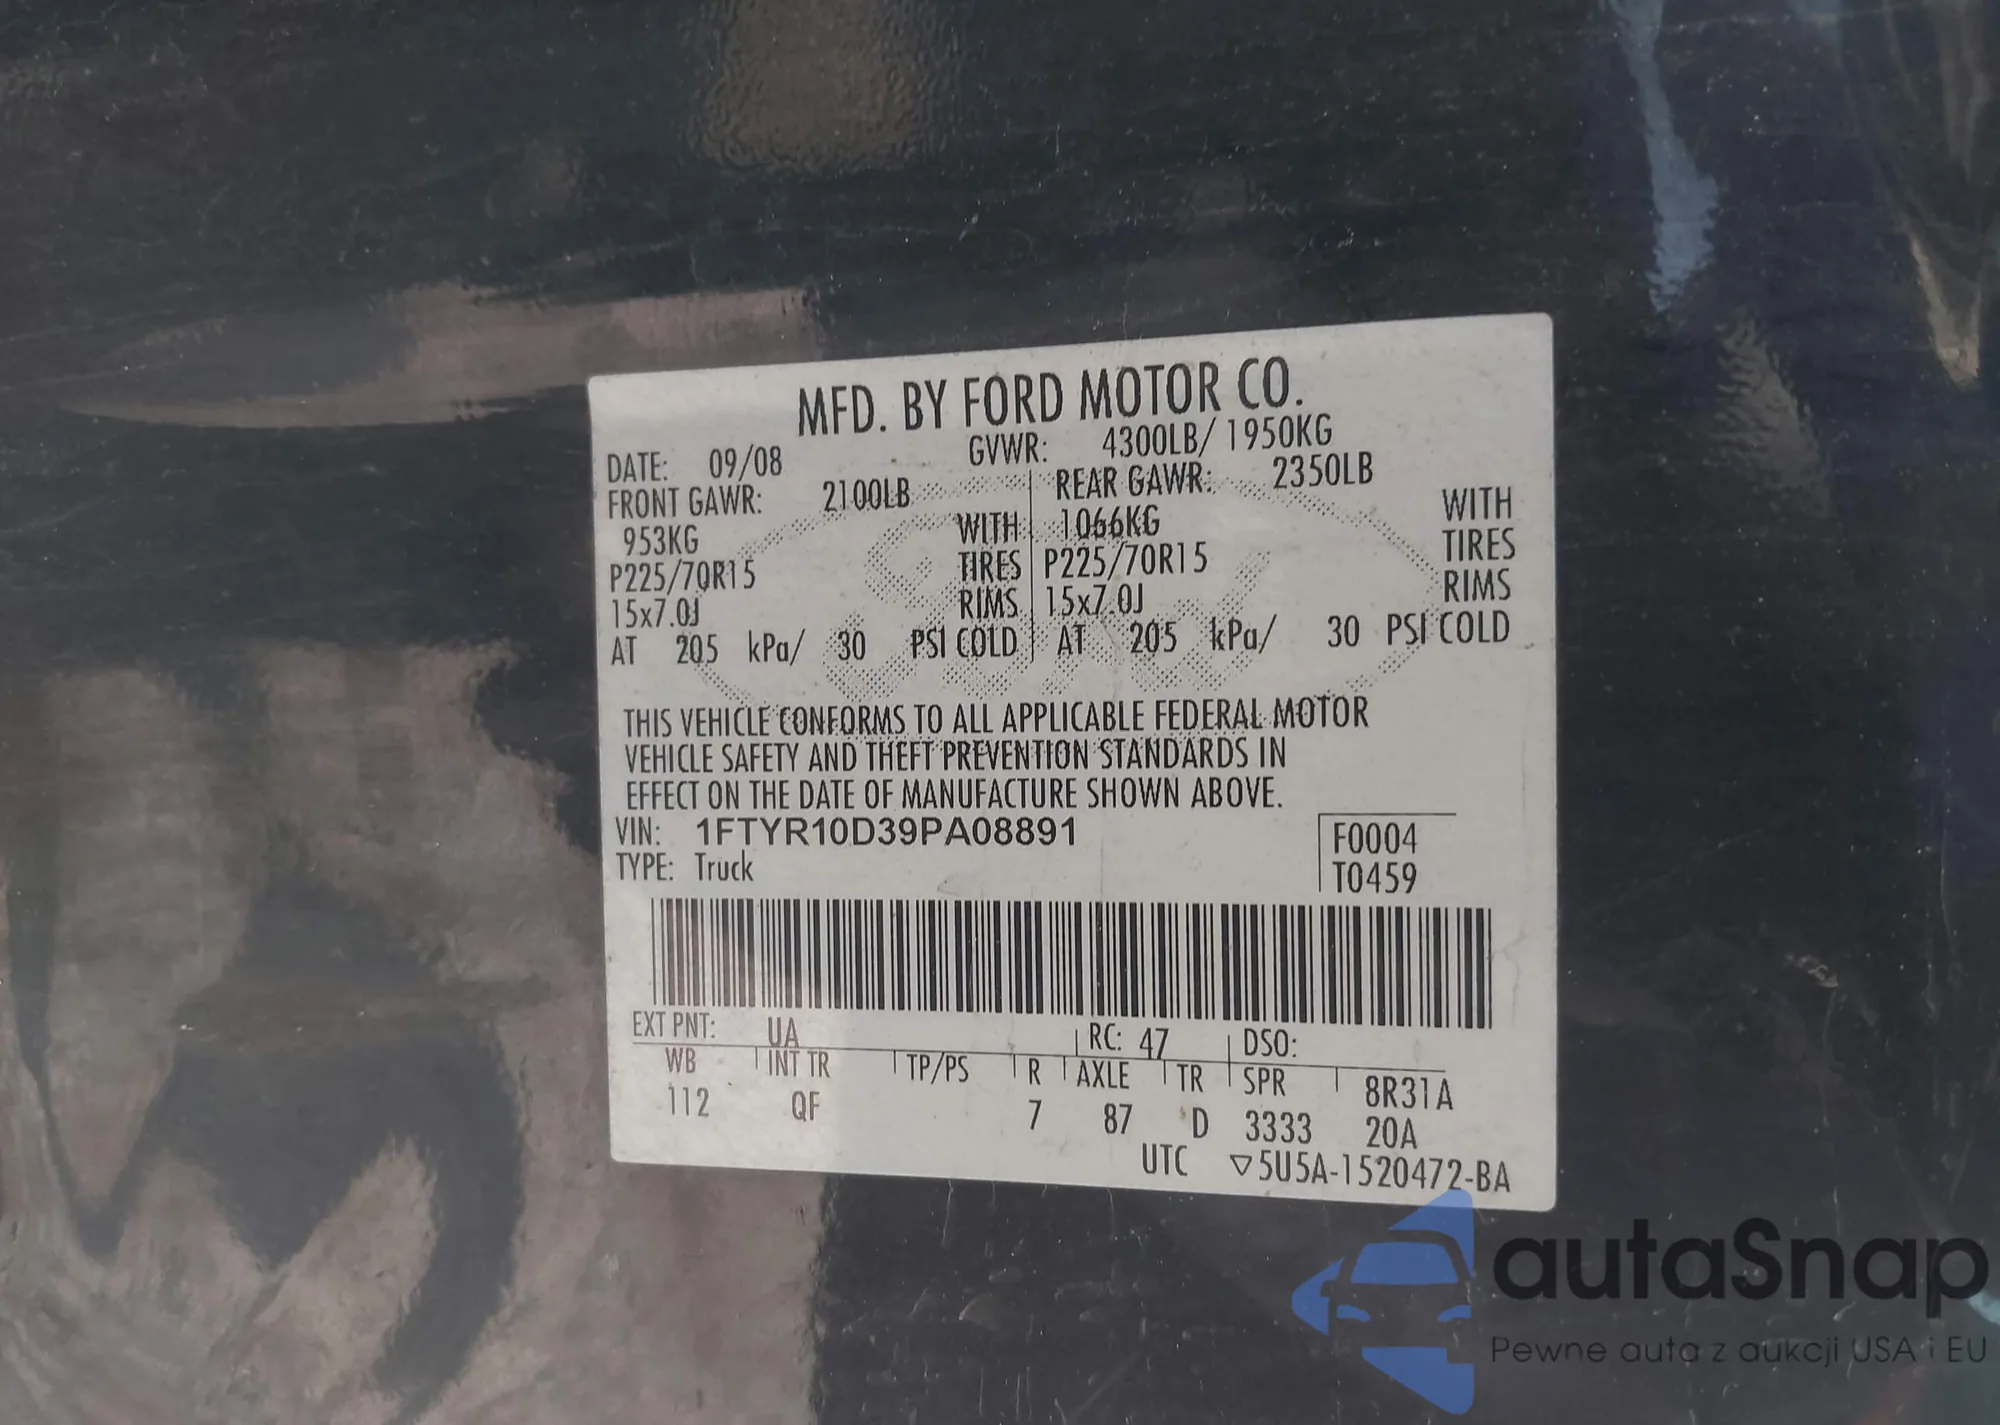 MFD. BY FORD MOTOR CO.
DATE: 09/08 GVWR: 4300LB/ 1950KG
FRONT GAWR: 2100LB REAR GAWR: 2350LB
953KG WITH 1066KG WITH
P225/70R15 TIRES P225/70R15 TIRES
15x7.0J RIMS 15x7.0J RIMS
AT 205 kPa/ 30 PSI COLD AT 205 kPa/ 30 PSI COLD
THIS VEHICLE CONFORMS TO ALL APPLICABLE FEDERAL MOTOR
VEHICLE SAFETY AND THEFT PREVENTION STANDARDS IN
EFFECT ON THE DATE OF MANUFACTURE SHOWN ABOVE.
VIN: 1FTYR10D39PA08891 F0004
TYPE: Truck T0459
EXT PNT: UA RC: 47 DSO:
WB INT TR TP/PS R AXLE TR SPR 8R31A
112 QF 7 87 D 3333 20A
UTC ▽5U5A-1520472-BA
autaSnap
Pewne auta z aukcji USA i EU